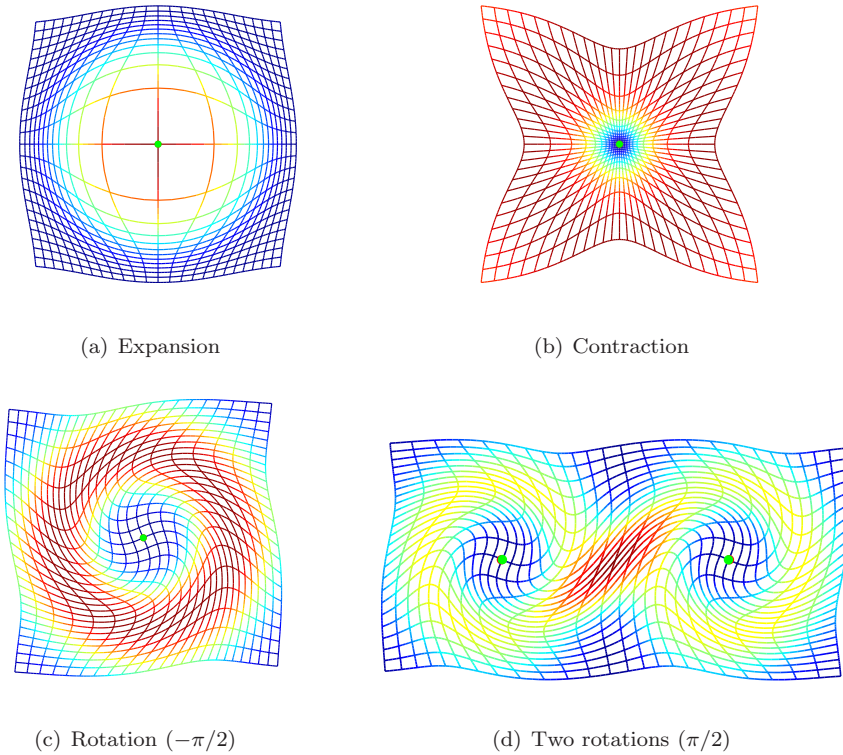 (a) Expansion
(b) Contraction
(c) Rotation (−π/2)
(d) Two rotations (π/2)